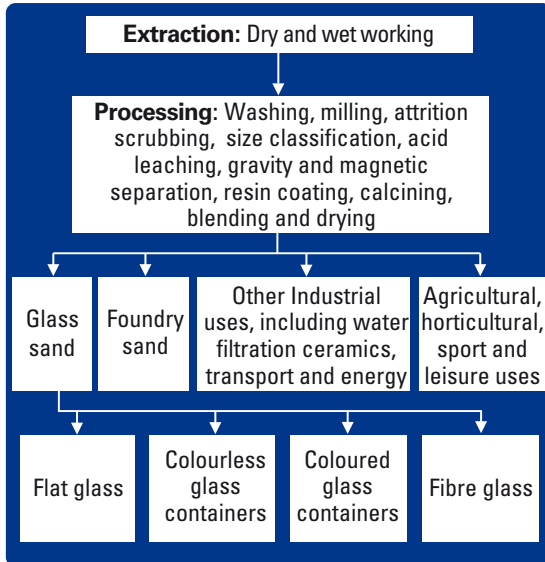 Extraction: Dry and wet working
Processing: Washing, milling, attrition
scrubbing, size classification, acid
leaching, gravity and magnetic
separation, resin coating, calcining,
blending and drying
Glass
sand
Foundry
sand
Other Industrial
uses, including water
filtration ceramics,
transport and energy
Agricultural,
horticultural,
sport and
leisure uses
Flat glass
Colourless
glass
containers
Coloured
glass
containers
Fibre glass